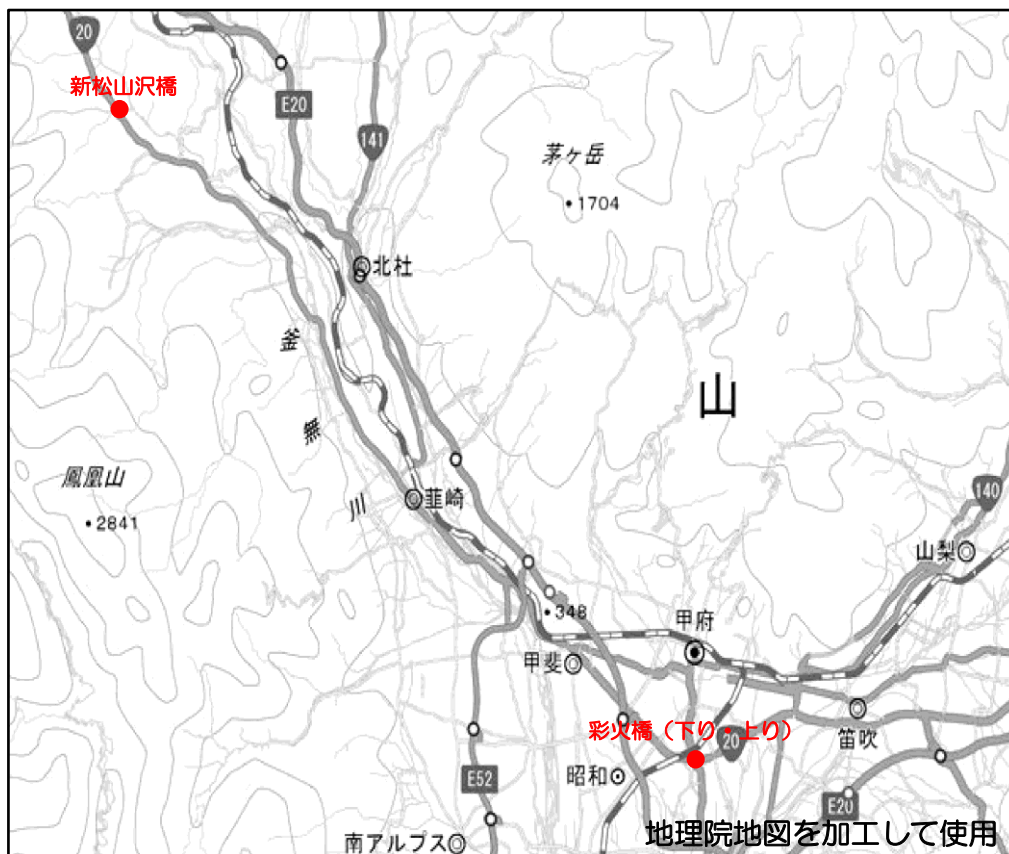 20
新松山沢橋
E20
141
茅ヶ岳
1704
北杜
釜
無
川
山
鳳凰山
2841
韮崎
140
山梨
348
甲府
甲斐
彩火橋（下り・上り）
20
笛吹
昭和
E52
E20
南アルプス
地理院地図を加工して使用